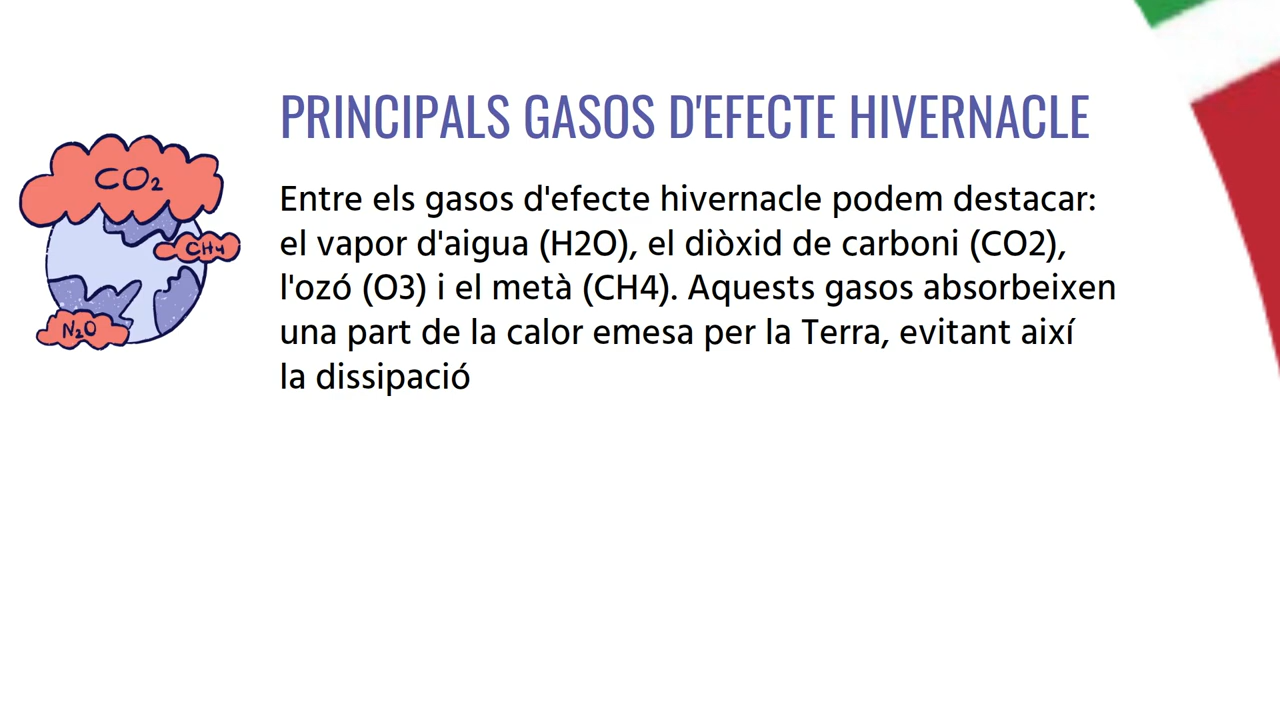 PRINCIPALS GASOS D'EFECTE HIVERNACLE
CO₂
CH₄
N₂O
Entre els gasos d'efecte hivernacle podem destacar:
el vapor d'aigua (H2O), el diòxid de carboni (CO2),
l'ozó (O3) i el metà (CH4). Aquests gasos absorbeixen
una part de la calor emesa per la Terra, evitant així
la dissipació